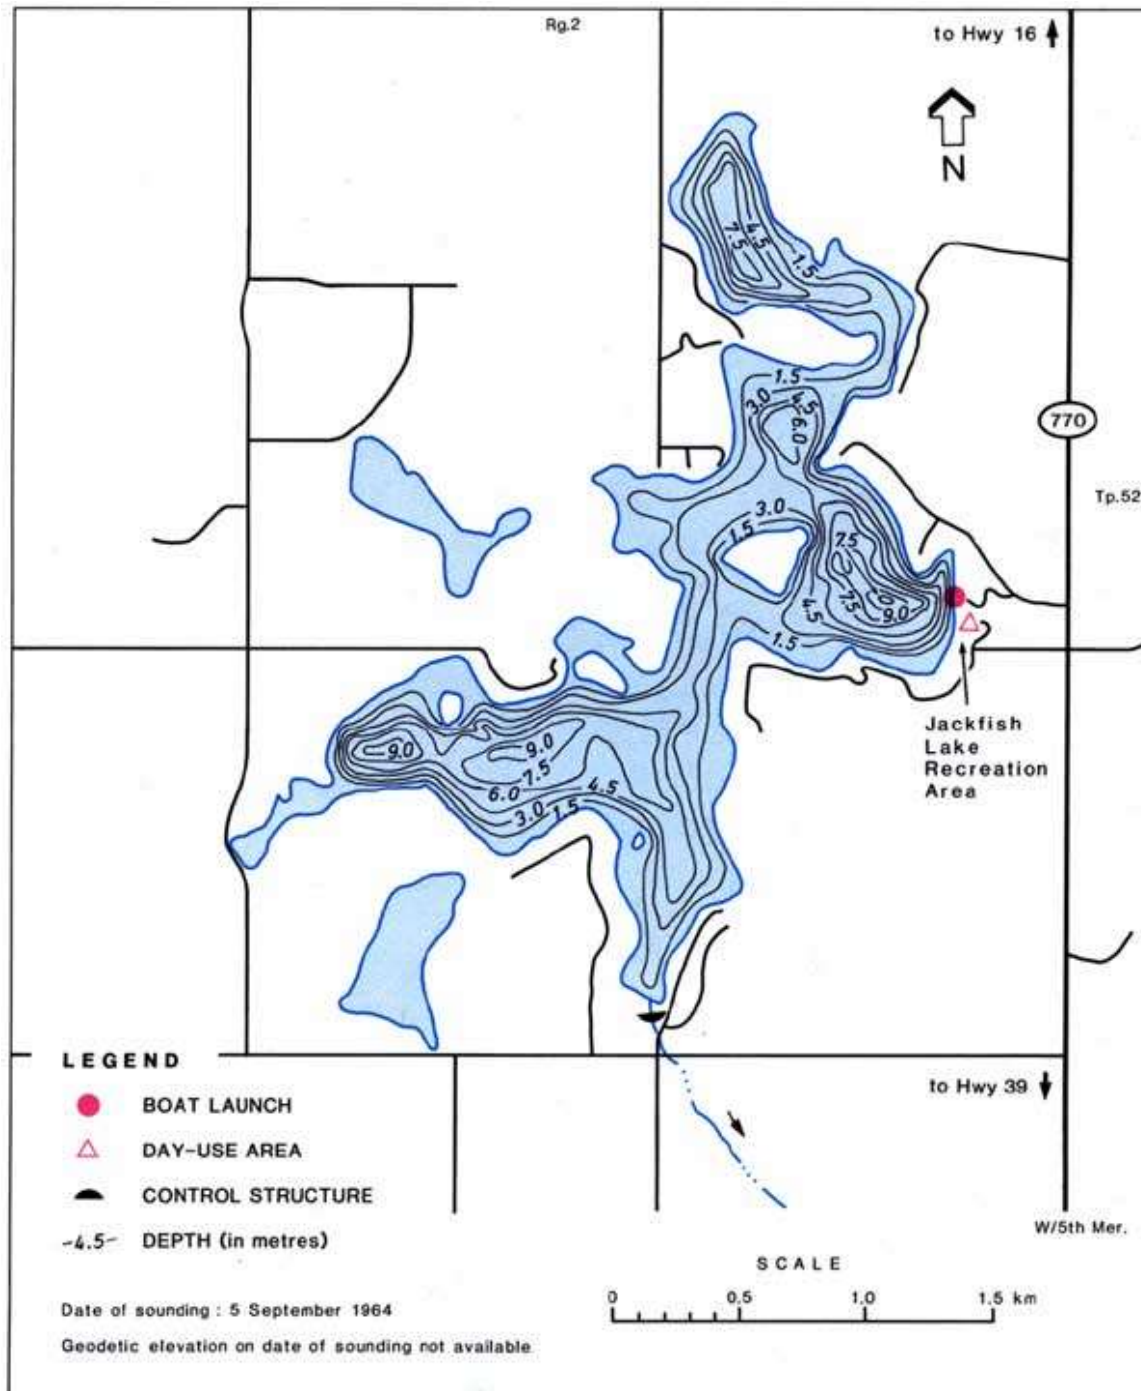 Rg.2
to Hwy 16
N
4.5
7.5
1.5
1.5
3.0
4.5
6.0
770
Tp.52
3.0
1.5
7.5
7.5
9.0
4.5
1.5
9.0
9.0
7.5
6.0
4.5
3.0
1.5
Jackfish
Lake
Recreation
Area
LEGEND
BOAT LAUNCH
DAY-USE AREA
CONTROL STRUCTURE
-4.5- DEPTH (in metres)
to Hwy 39
W/5th Mer.
SCALE
0 0.5 1.0 1.5 km
Date of sounding : 5 September 1964
Geodetic elevation on date of sounding not available